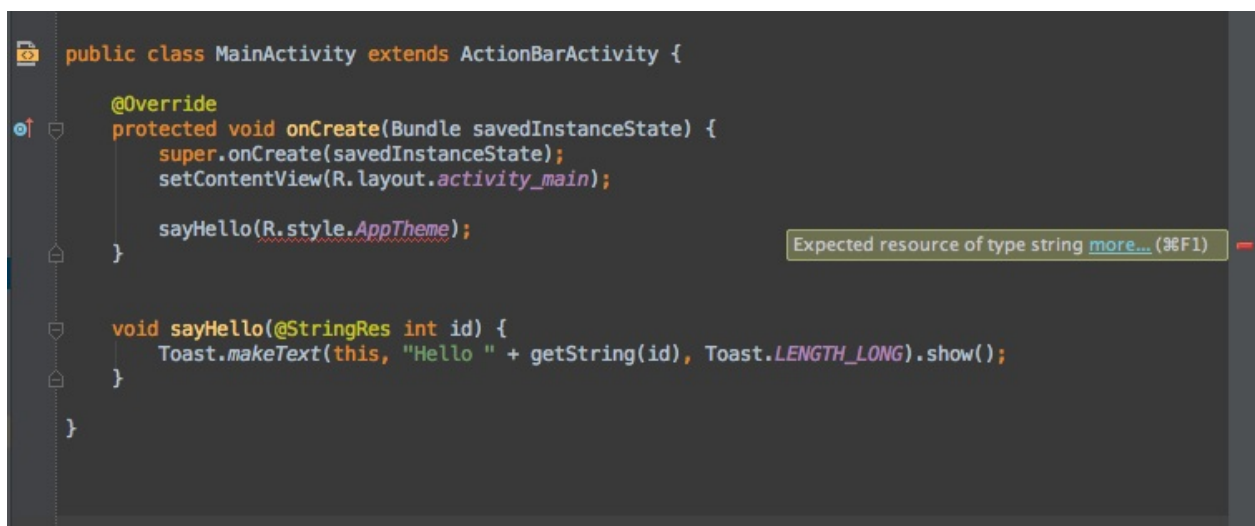 public class MainActivity extends ActionBarActivity {
@Override
protected void onCreate(Bundle savedInstanceState) {
super.onCreate(savedInstanceState);
setContentView(R.layout.activity_main);
sayHello(R.style.AppTheme);
Expected resource of type string more... (⌘F1)
}
void sayHello(@StringRes int id) {
Toast.makeText(this, "Hello " + getString(id), Toast.LENGTH_LONG).show();
}
}